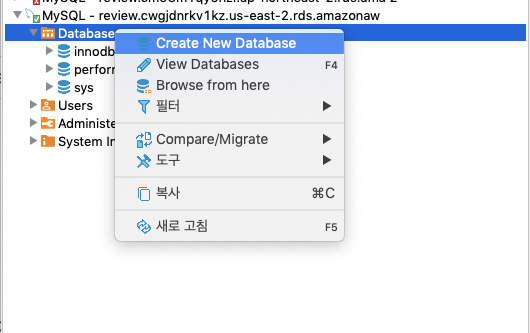 MySQL - review.cwgjdnrkv1kz.us-east-2.rds.amazonaw
Database
Create New Database
innodb
View Databases F4
perform
Browse from here
sys
필터
Users
Administe
Compare/Migrate
System In
도구
복사 ⌘C
새로 고침 F5